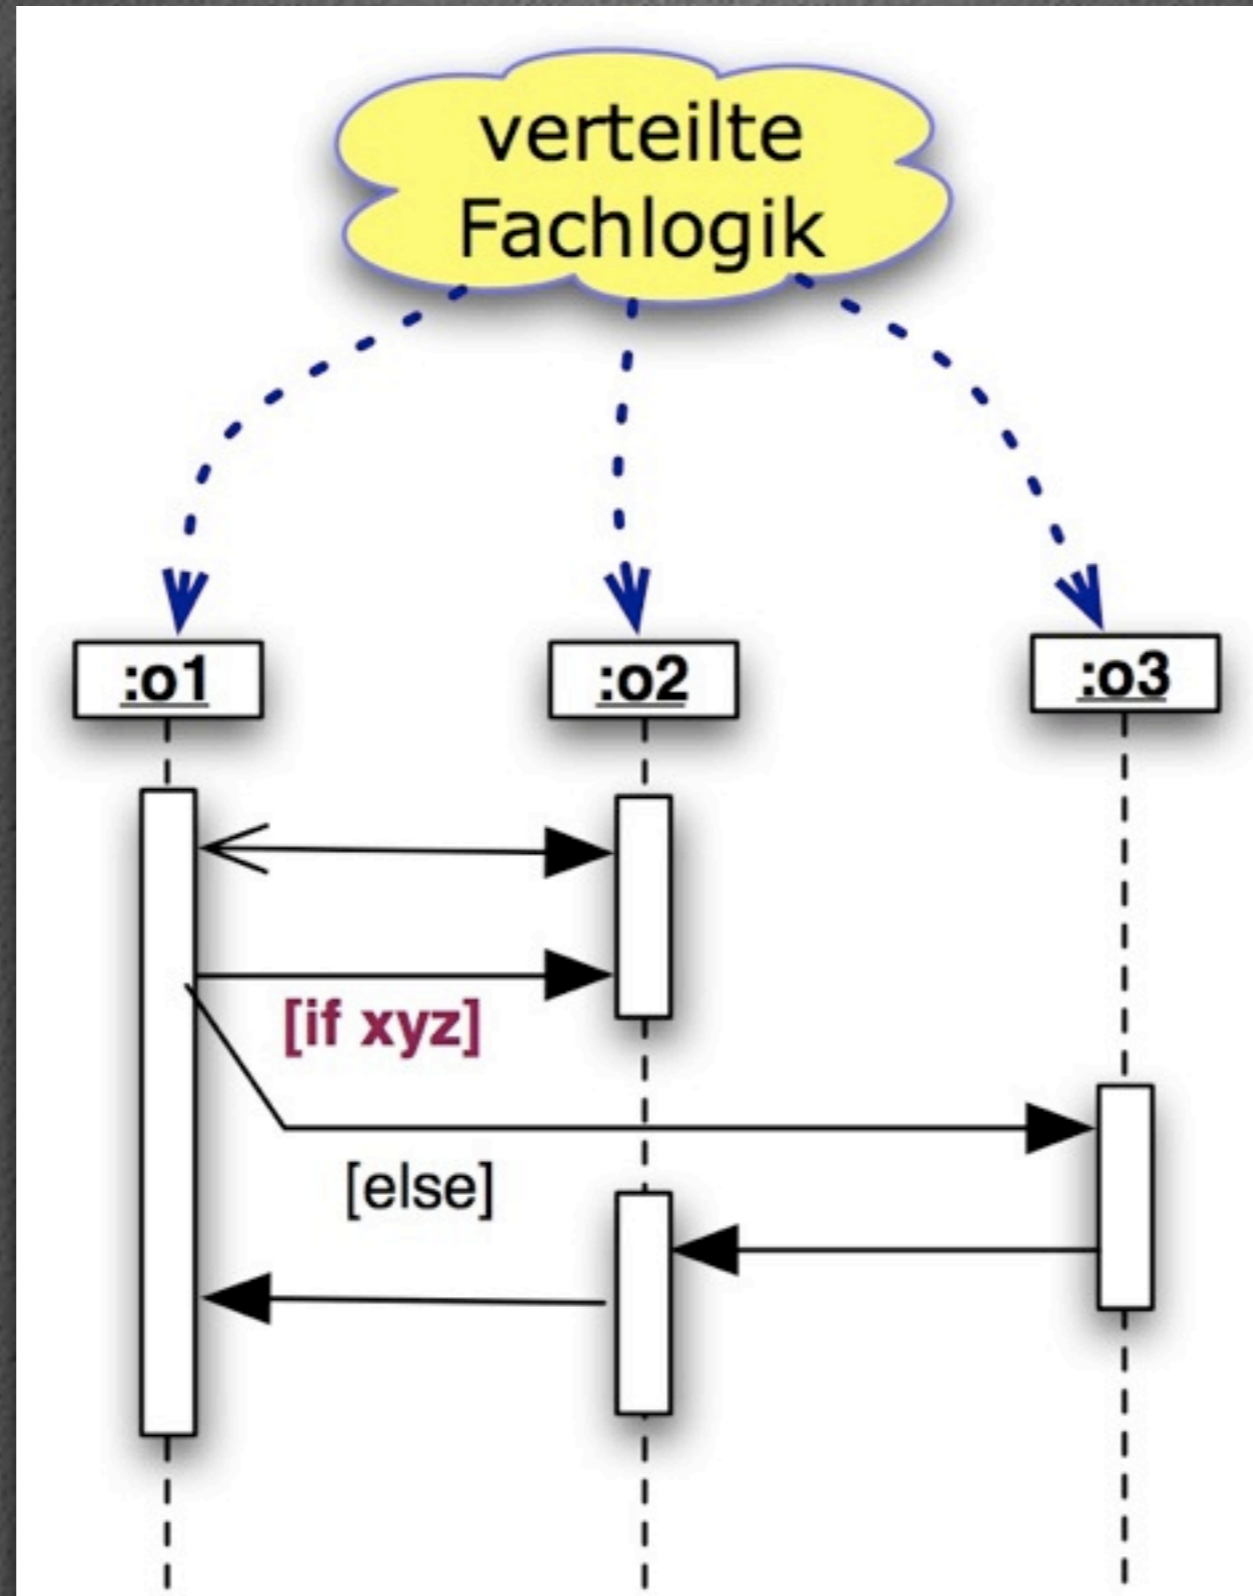 verteilte
Fachlogik
:o1
:o2
:o3
[if xyz]
[else]